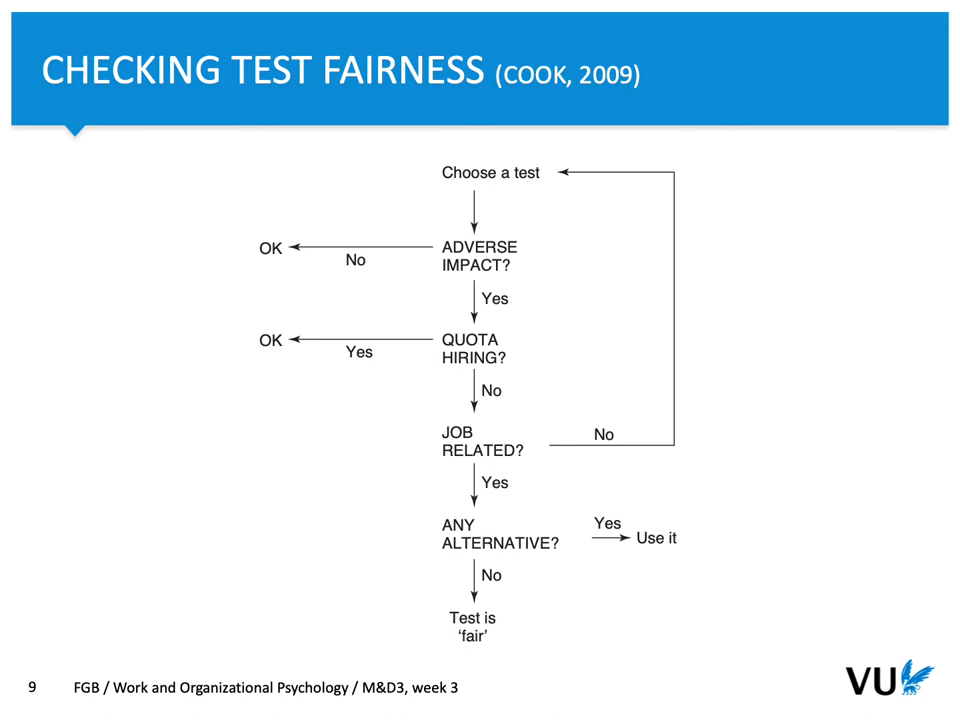 CHECKING TEST FAIRNESS (COOK, 2009)
Choose a test
OK
No
ADVERSE
IMPACT?
Yes
OK
Yes
QUOTA
HIRING?
No
JOB
RELATED?
No
Yes
ANY
ALTERNATIVE?
Yes
Use it
No
Test is
‘fair’
9 FGB / Work and Organizational Psychology / M&D3, week 3
VU